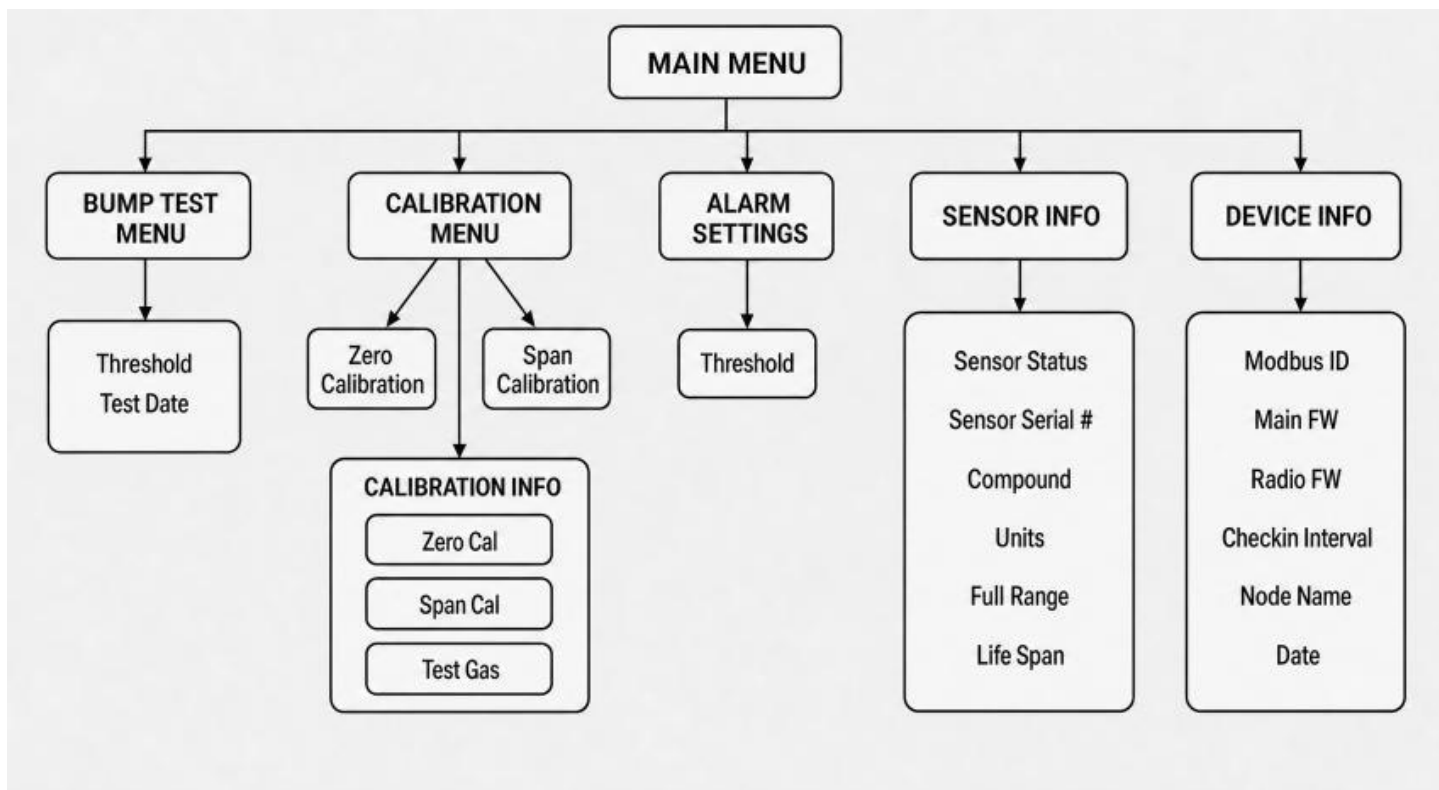 MAIN MENU
BUMP TEST
MENU
CALIBRATION
MENU
ALARM
SETTINGS
SENSOR INFO
DEVICE INFO
Threshold
Test Date
Zero
Calibration
Span
Calibration
CALIBRATION INFO
Zero Cal
Span Cal
Test Gas
Threshold
Sensor Status
Sensor Serial #
Compound
Units
Full Range
Life Span
Modbus ID
Main FW
Radio FW
Checkin Interval
Node Name
Date